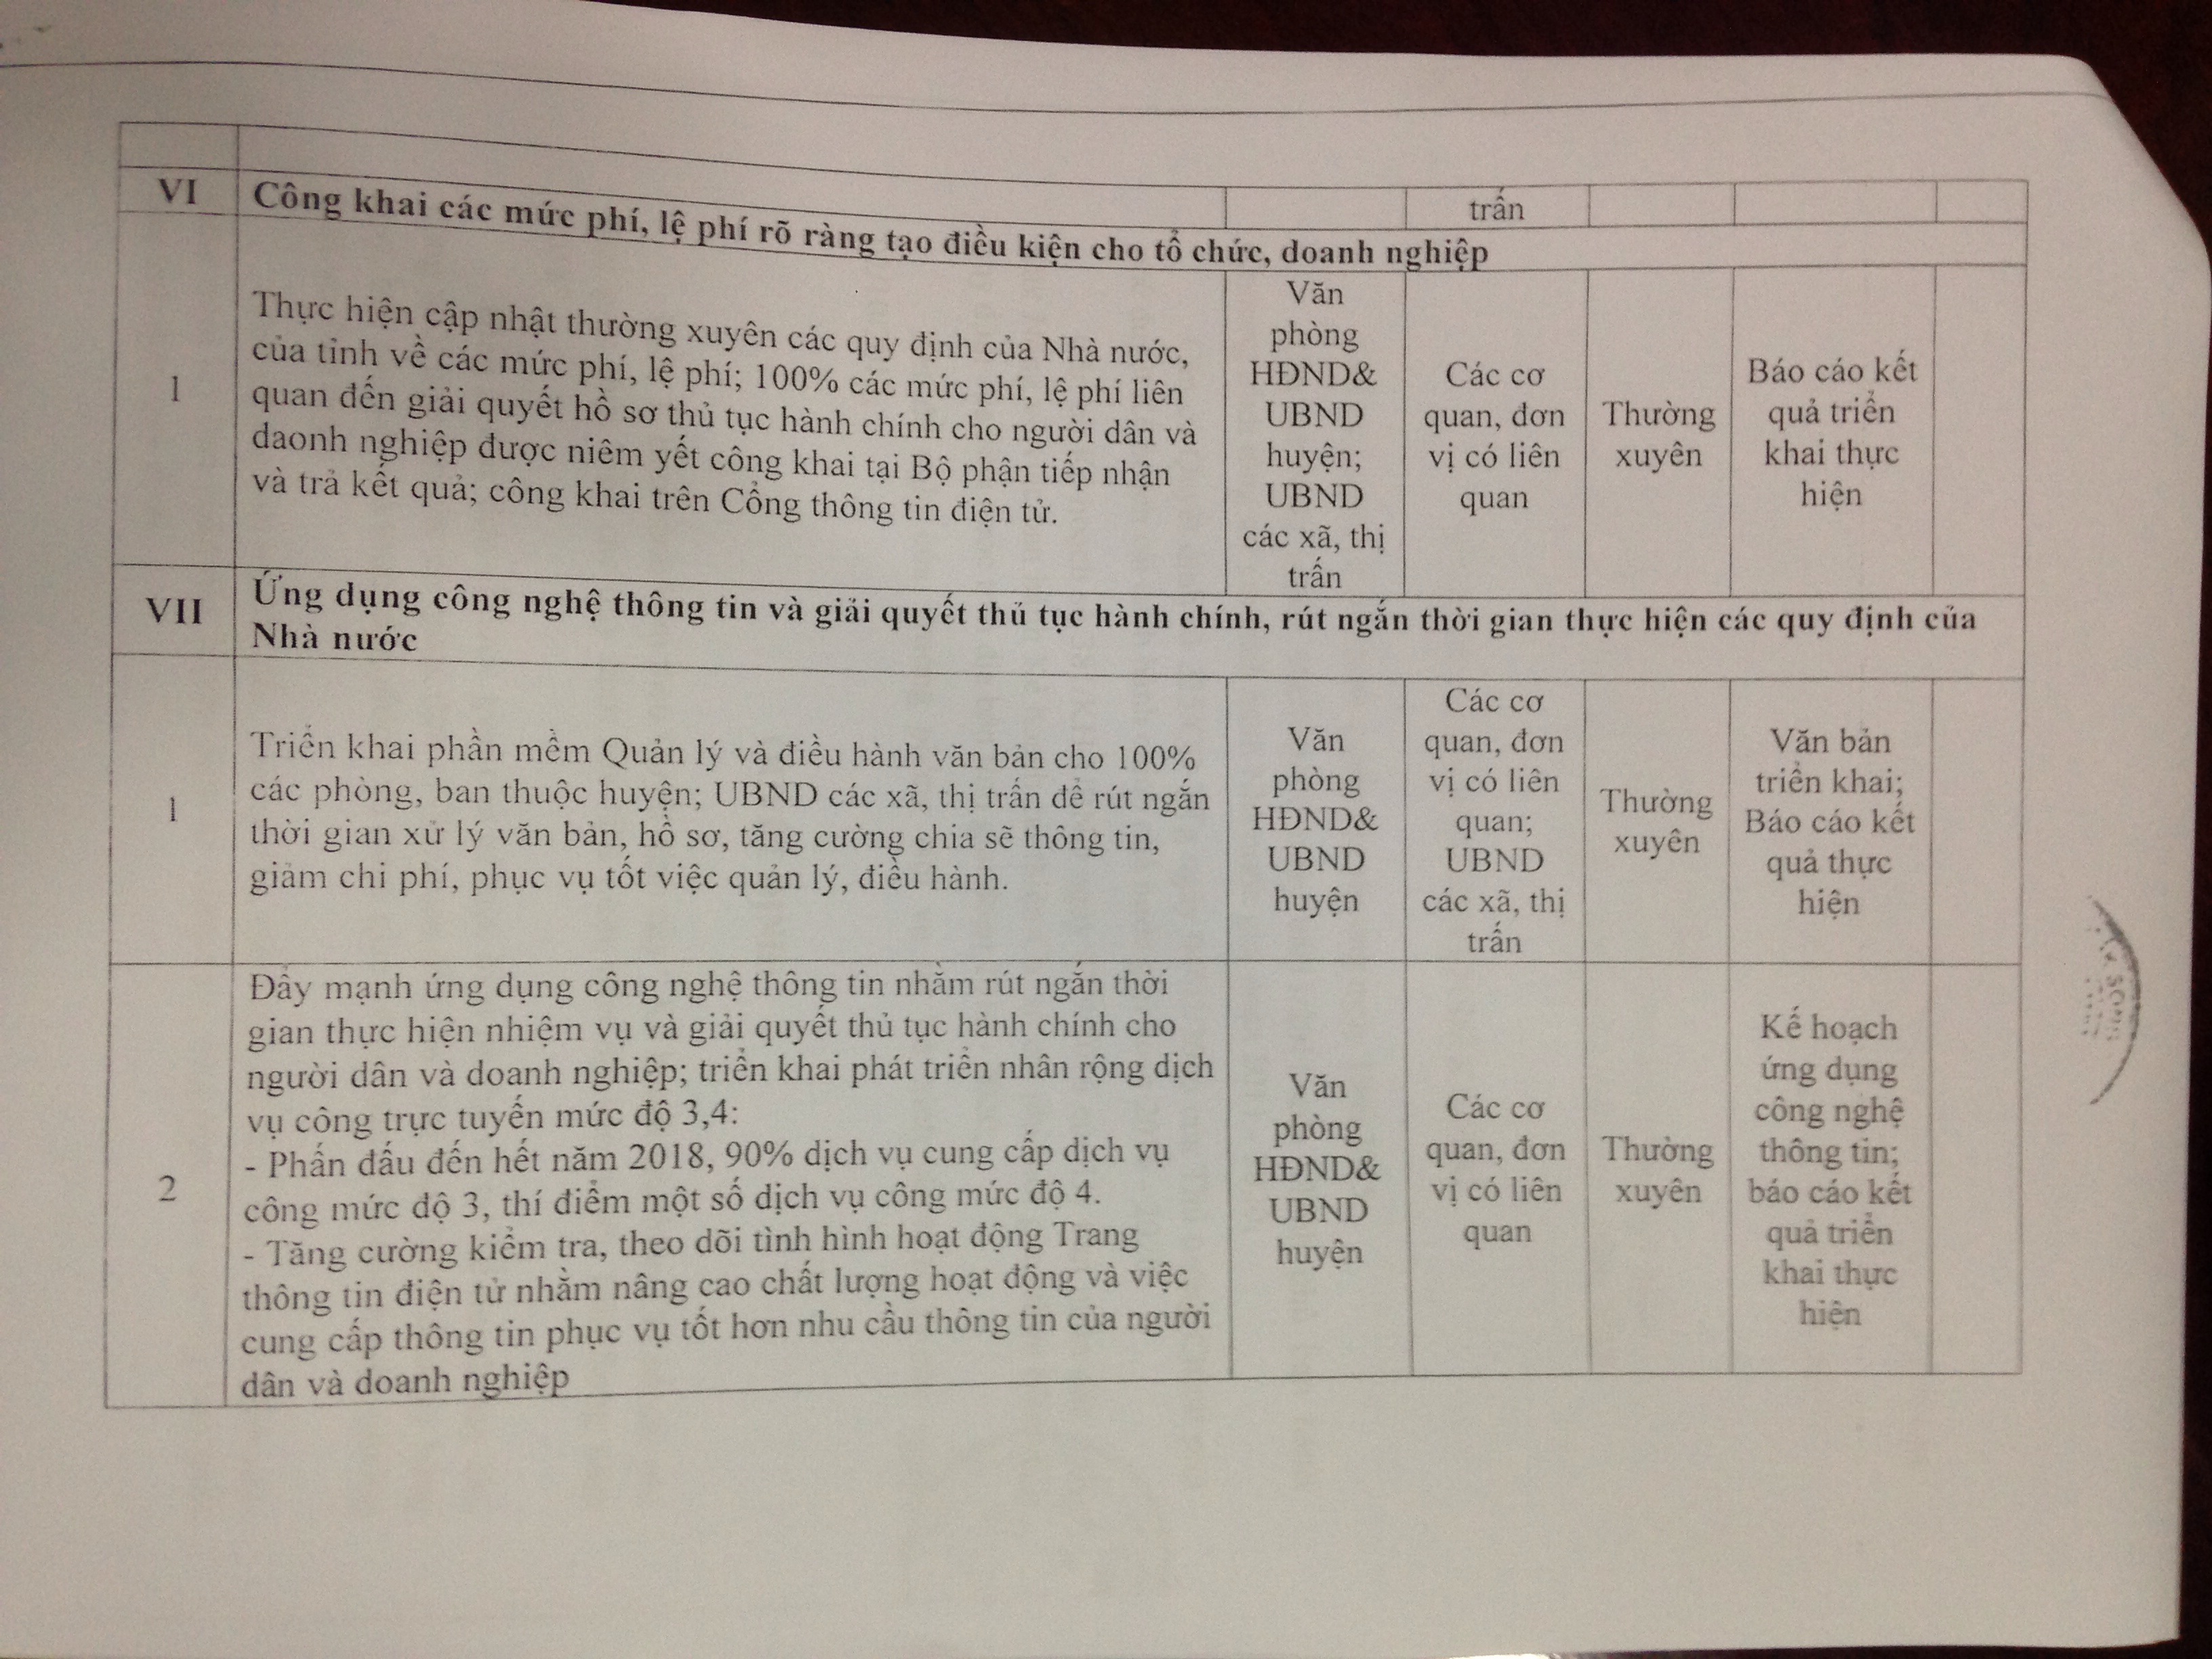 trấn
VI
Công khai các mức phí, lệ phí rõ ràng tạo điều kiện cho tổ chức, doanh nghiệp
1
Thực hiện cập nhật thường xuyên các quy định của Nhà nước,
của tỉnh về các mức phí, lệ phí; 100% các mức phí, lệ phí liên
quan đến giải quyết hồ sơ thủ tục hành chính cho người dân và
daonh nghiệp được niêm yết công khai tại Bộ phận tiếp nhận
và trả kết quả; công khai trên Cổng thông tin điện tử.
Văn
phòng
HĐND&
UBND
huyện;
UBND
các xã, thị
trấn
Các cơ
quan, đơn
vị có liên
quan
Thường
xuyên
Báo cáo kết
quả triển
khai thực
hiện
VII
Ứng dụng công nghệ thông tin và giải quyết thủ tục hành chính, rút ngắn thời gian thực hiện các quy định của
Nhà nước
1
Triển khai phần mềm Quản lý và điều hành văn bản cho 100%
các phòng, ban thuộc huyện; UBND các xã, thị trấn để rút ngắn
thời gian xử lý văn bản, hồ sơ, tăng cường chia sẽ thông tin,
giảm chi phí, phục vụ tốt việc quản lý, điều hành.
Văn
phòng
HĐND&
UBND
huyện
Các cơ
quan, đơn
vị có liên
quan;
UBND
các xã, thị
trấn
Thường
xuyên
Văn bản
triển khai;
Báo cáo kết
quả thực
hiện
2
Đẩy mạnh ứng dụng công nghệ thông tin nhằm rút ngắn thời
gian thực hiện nhiệm vụ và giải quyết thủ tục hành chính cho
người dân và doanh nghiệp; triển khai phát triển nhân rộng dịch
vụ công trực tuyến mức độ 3,4:
- Phấn đấu đến hết năm 2018, 90% dịch vụ cung cấp dịch vụ
công mức độ 3, thí điểm một số dịch vụ công mức độ 4.
- Tăng cường kiểm tra, theo dõi tình hình hoạt động Trang
thông tin điện tử nhằm nâng cao chất lượng hoạt động và việc
cung cấp thông tin phục vụ tốt hơn nhu cầu thông tin của người
dân và doanh nghiệp
Văn
phòng
HĐND&
UBND
huyện
Các cơ
quan, đơn
vị có liên
quan
Thường
xuyên
Kế hoạch
ứng dụng
công nghệ
thông tin;
báo cáo kết
quả triển
khai thực
hiện